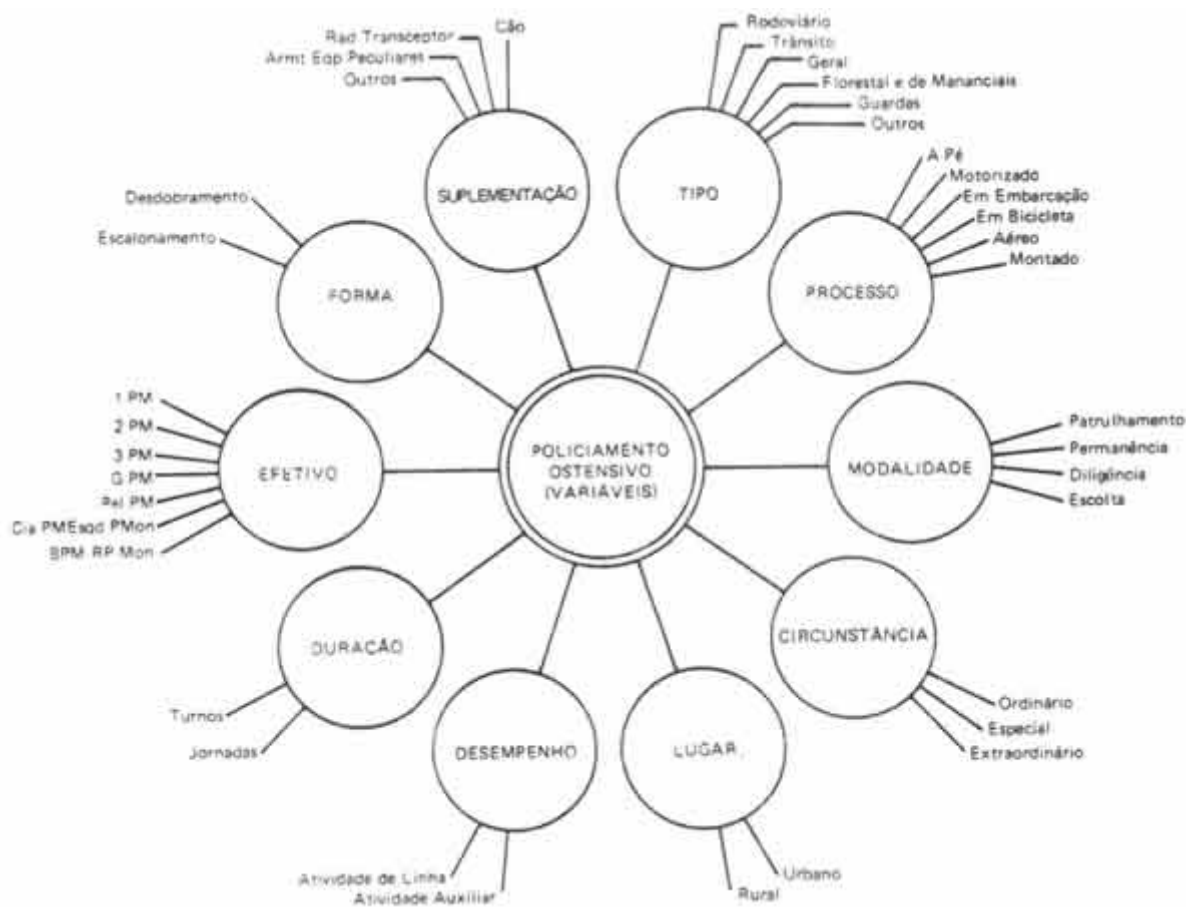 Cão
Rad Transceptor
Armt Eqp Peculiares
Outros
SUPLEMENTAÇÃO
Rodoviário
Trânsito
Geral
Florestal e de Mananciais
Guardas
Outros
TIPO
A Pé
Motorizado
Em Embarcação
Em Bicicleta
Aéreo
Montado
PROCESSO
Patrulhamento
Permanência
Diligência
Escolta
MODALIDADE
CIRCUNSTÂNCIA
Ordinário
Especial
Extraordinário
LUGAR
Urbano
Rural
DESEMPENHO
Atividade de Linha
Atividade Auxiliar
DURAÇÃO
Turnos
Jornadas
EFETIVO
1 PM
2 PM
3 PM
G PM
Pel PM
Cia PMEsqd PMon
BPM-RP Mon
FORMA
Desdobramento
Escalonamento
POLICIAMENTO
OSTENSIVO
(VARIÁVEIS)